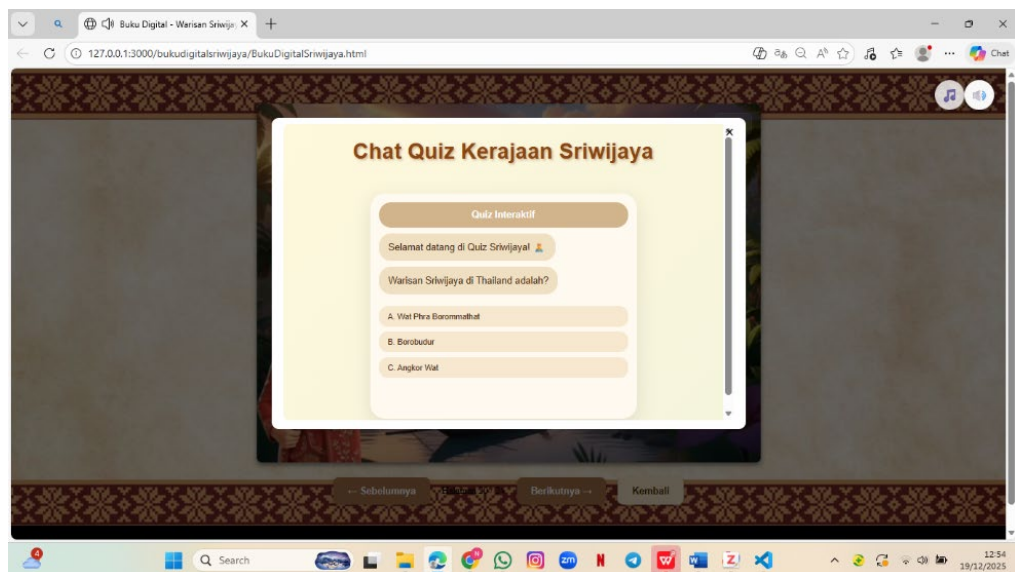 Buku Digital - Warisan Sriwija
127.0.0.1:3000/bukudigitalsriwijaya/BukuDigitalSriwijaya.html
Chat
Chat Quiz Kerajaan Sriwijaya
Quiz Interaktif
Selamat datang di Quiz Sriwijaya!
Warisan Sriwijaya di Thailand adalah?
A. Wat Phra Borommathat
B. Borobudur
C. Angkor Wat
← Sebelumnya
Berikutnya →
Kembali
4
Search
zm
12:54
19/12/2025